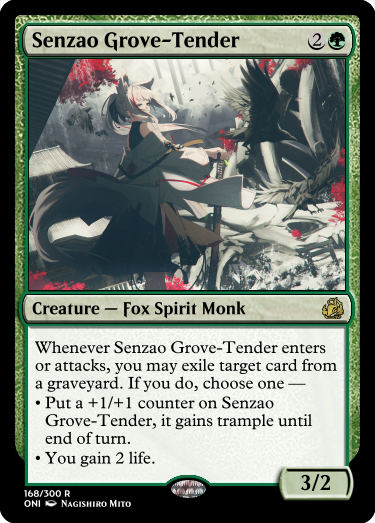 Senzao Grove-Tender 2
Creature — Fox Spirit Monk
Whenever Senzao Grove-Tender enters
or attacks, you may exile target card from
a graveyard. If you do, choose one —
• Put a +1/+1 counter on Senzao
Grove-Tender, it gains trample until
end of turn.
• You gain 2 life.
3/2
168/300 R
ONI Nagishiro Mito